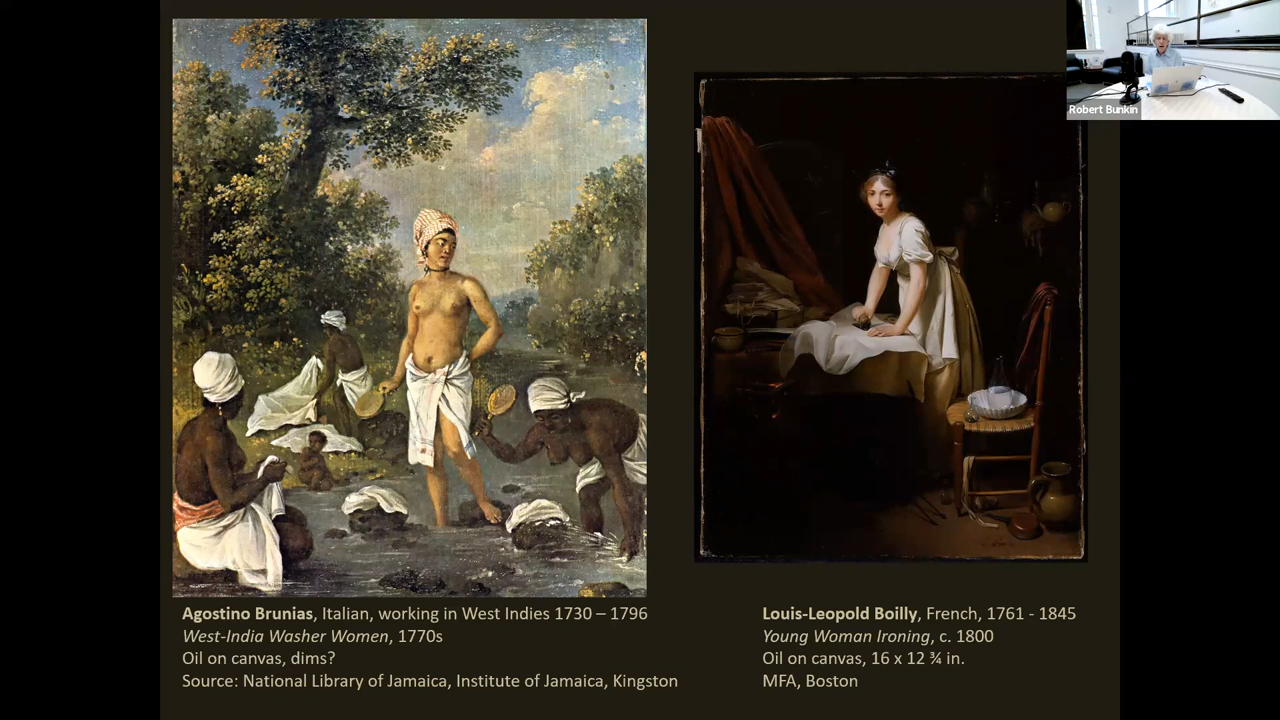 Robert Bunkin
Agostino Brunias, Italian, working in West Indies 1730 – 1796
West-India Washer Women, 1770s
Oil on canvas, dims?
Source: National Library of Jamaica, Institute of Jamaica, Kingston
Louis-Leopold Boilly, French, 1761 - 1845
Young Woman Ironing, c. 1800
Oil on canvas, 16 x 12 ¾ in.
MFA, Boston